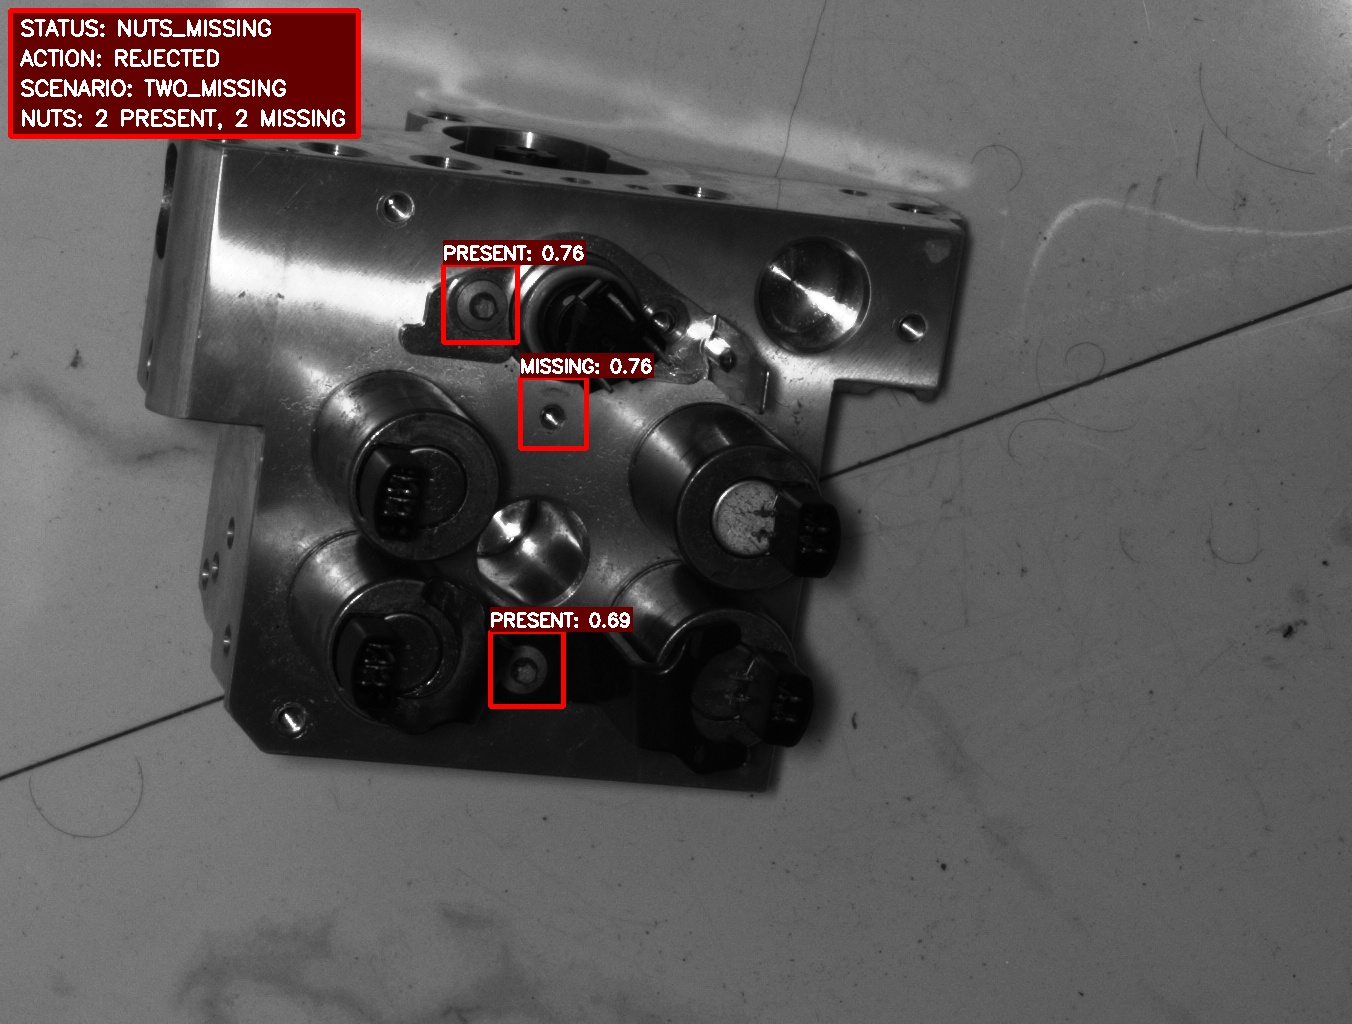 STATUS: NUTS_MISSING
ACTION: REJECTED
SCENARIO: TWO_MISSING
NUTS: 2 PRESENT, 2 MISSING
PRESENT: 0.76
MISSING: 0.76
PRESENT: 0.69